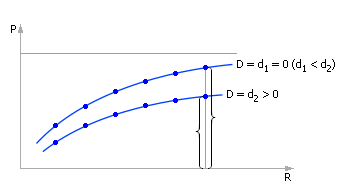 P
D = d₁ = 0 (d₁ < d₂)
D = d₂ > 0
R